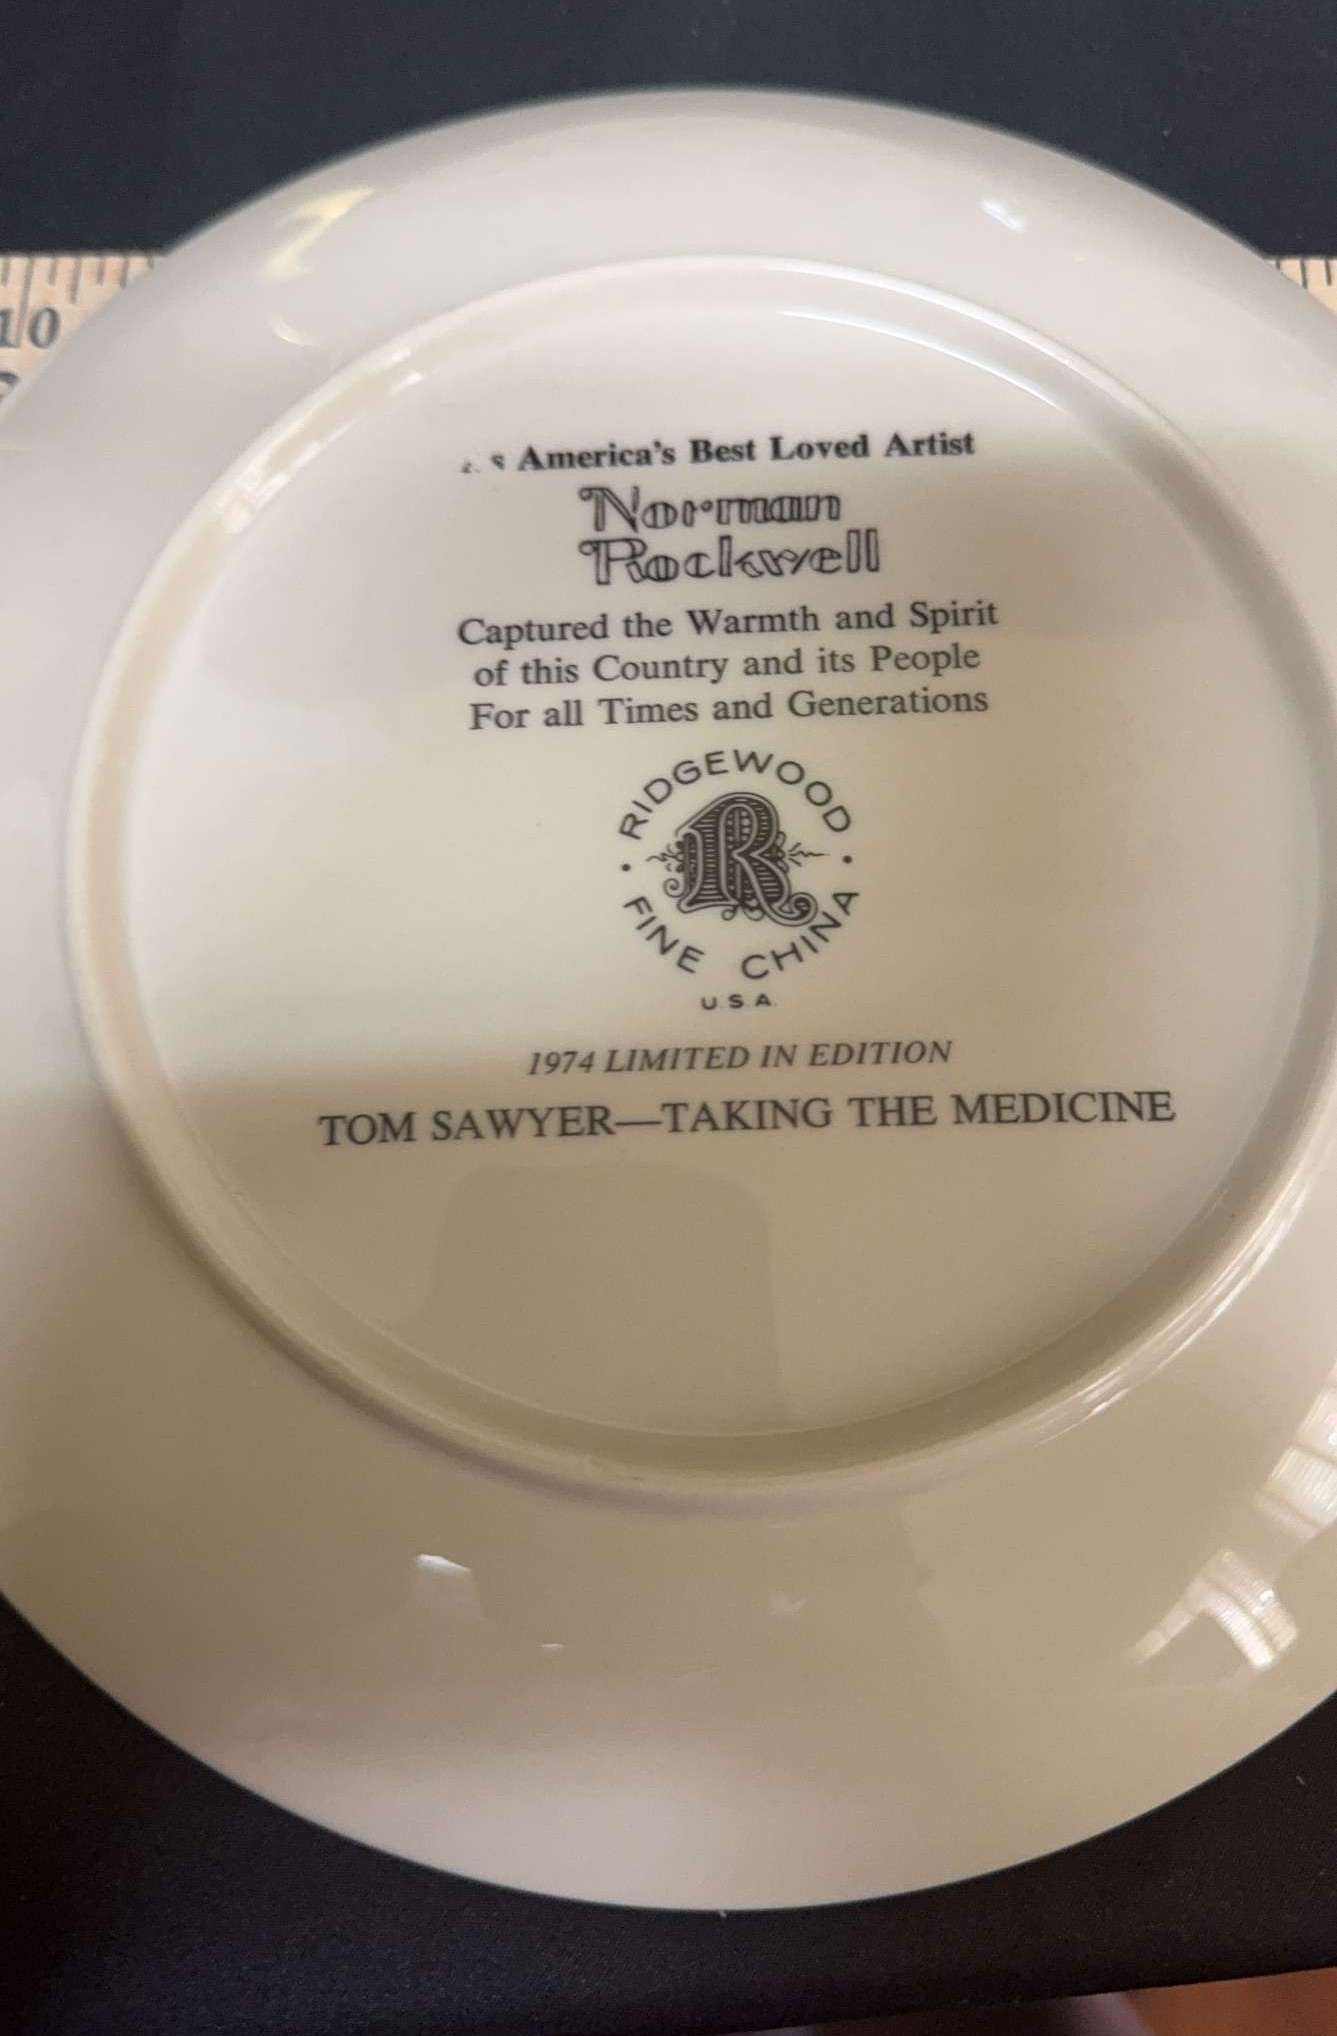 10
America's Best Loved Artist
Norman
Rockwell
Captured the Warmth and Spirit
of this Country and its People
For all Times and Generations
RIDGEWOOD
R
FINE CHINA
U.S.A.
1974 LIMITED IN EDITION
TOM SAWYER—TAKING THE MEDICINE